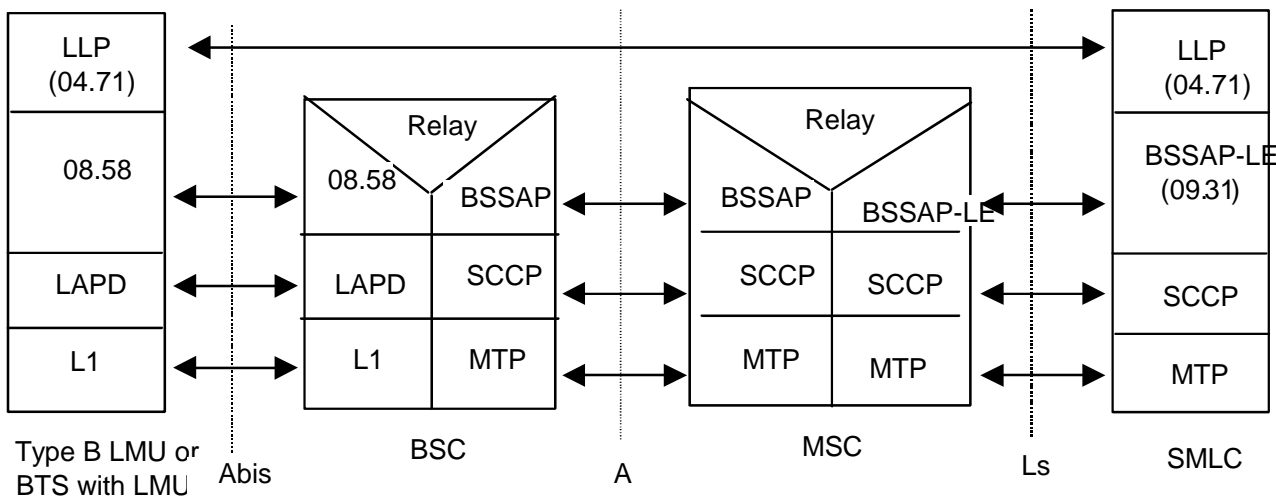 LLP
(04.71)
08.58
LAPD
L1
Type B LMU or
BTS with LMU
Abis
Relay
08.58
BSSAP
LAPD
SCCP
L1
MTP
BSC
A
Relay
BSSAP
BSSAP-LE
SCCP
SCCP
MTP
MTP
MSC
Ls
LLP
(04.71)
BSSAP-LE
(09.31)
SCCP
MTP
SMLC